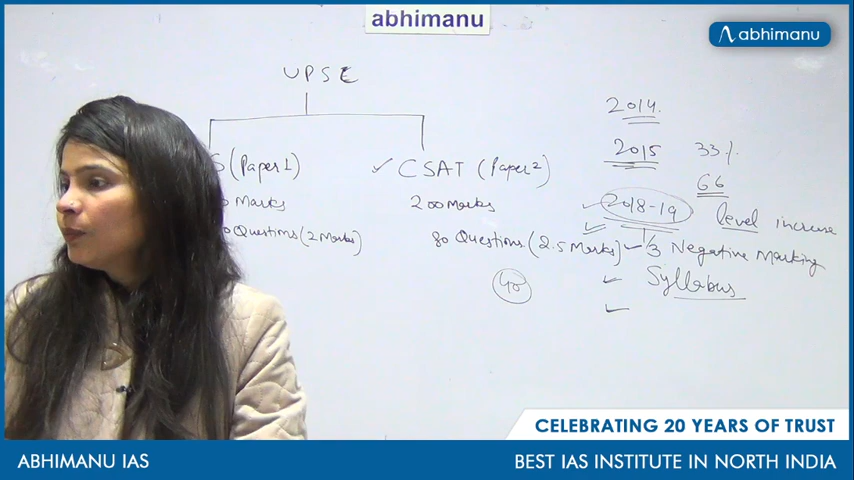 abhimanu
abhimanu
UPSC
2014
2015 33%
66
(Paper 1) CSAT (Paper 2)
Marks 200 Marks
2018-19 level increase
Questions (2 Marks) 80 Questions (2.5 Marks) 1/3 Negative Marking
Syllabus
CELEBRATING 20 YEARS OF TRUST
ABHIMANU IAS BEST IAS INSTITUTE IN NORTH INDIA